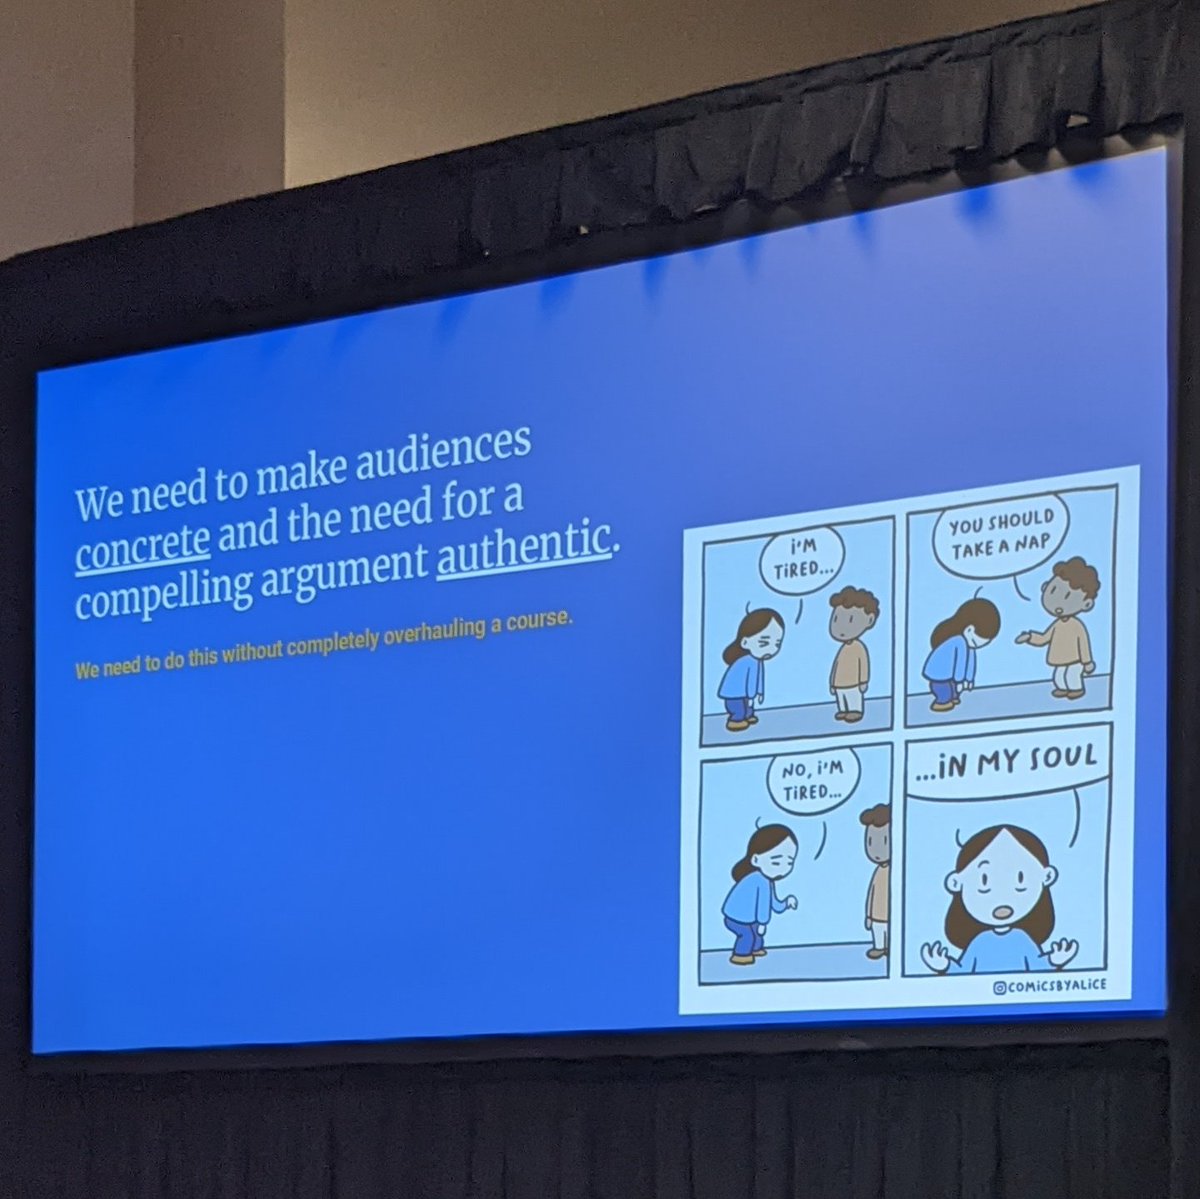 We need to make audiences
concrete and the need for a
compelling argument authentic.
We need to do this without completely overhauling a course.
i'M
TiRED...
YOU SHOULD
TAKE A NAP
NO, i'M
TiRED...
...iN MY SOUL
@COMiCSBYALiCE